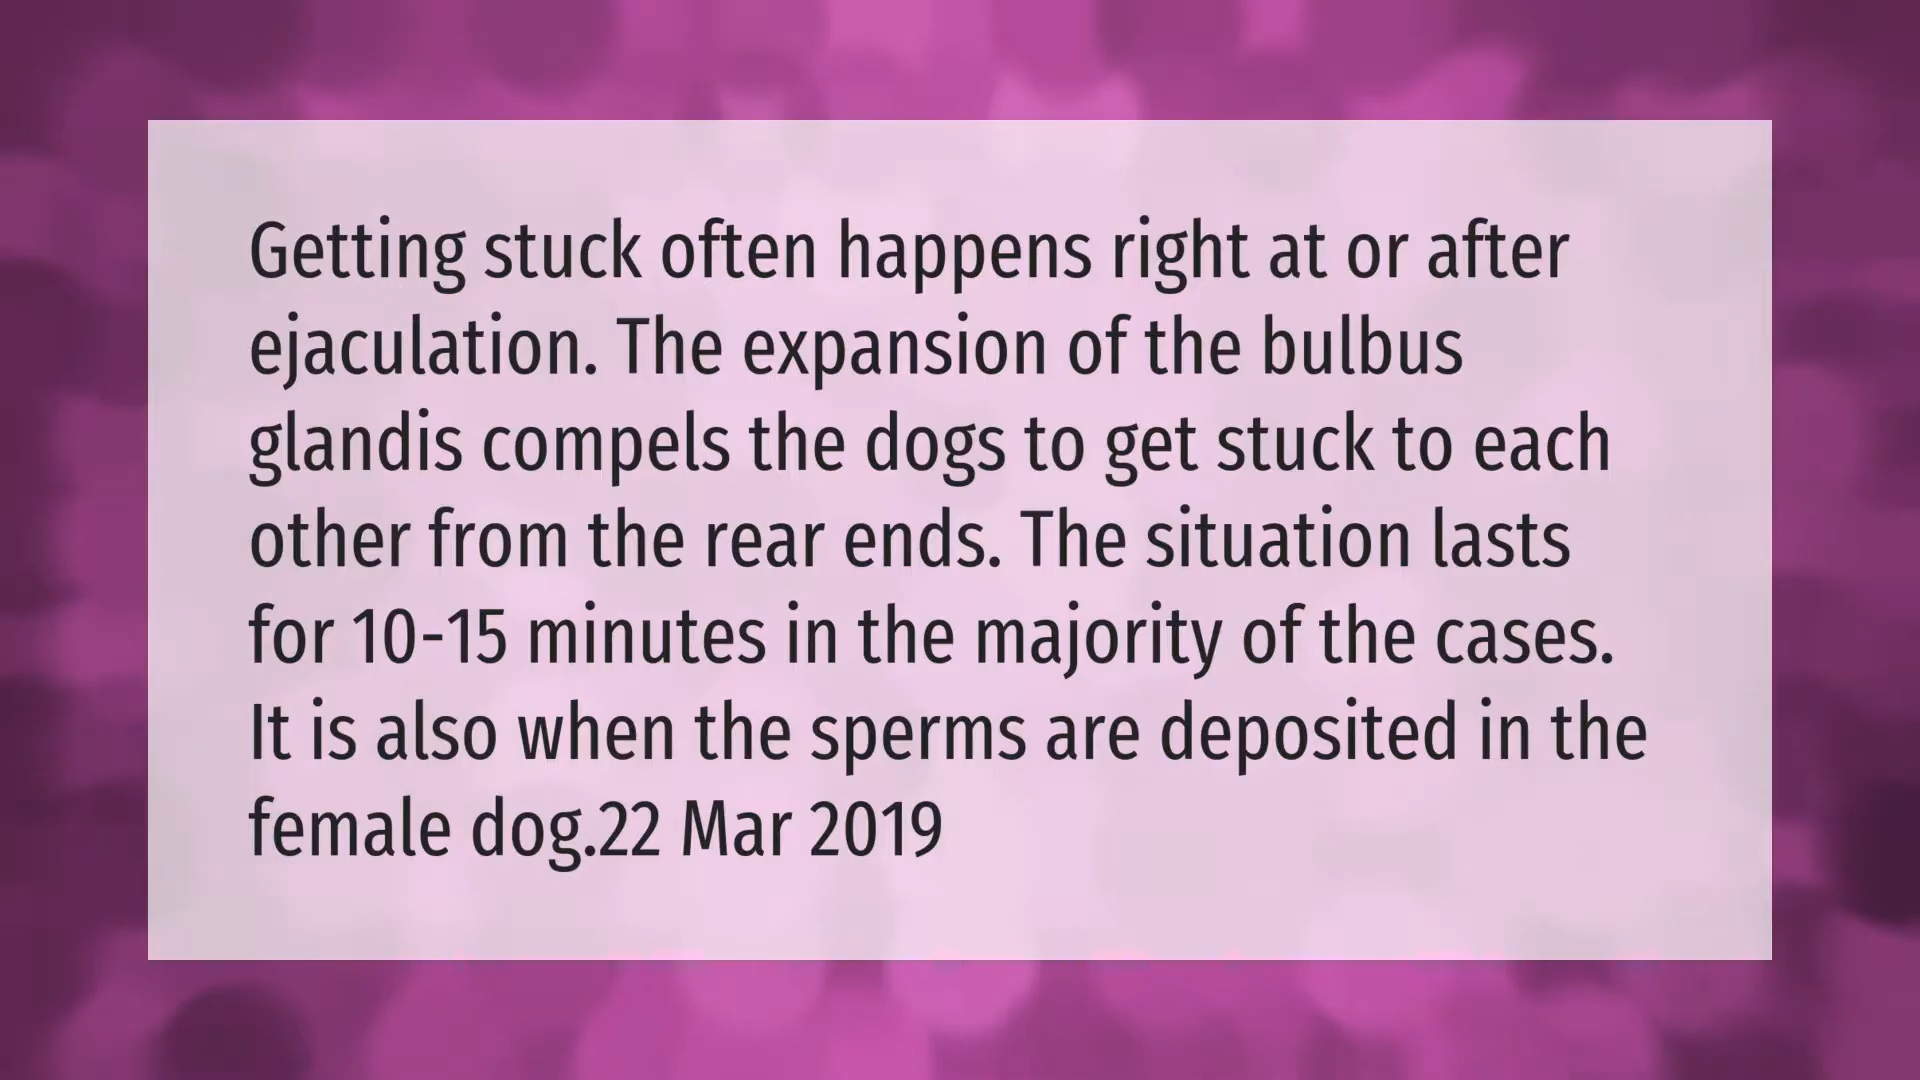 Getting stuck often happens right at or after
ejaculation. The expansion of the bulbus
glandis compels the dogs to get stuck to each
other from the rear ends. The situation lasts
for 10-15 minutes in the majority of the cases.
It is also when the sperms are deposited in the
female dog.22 Mar 2019